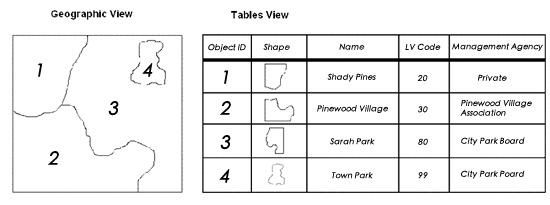 Geographic View
Tables View
1
4
3
2
Object ID Shape Name LV Code Management Agency
1 Shady Pines 20 Private
2 Pinewood Village 30 Pinewood Village
Association
3 Sarah Park 80 City Park Board
4 Town Park 99 City Park Poard